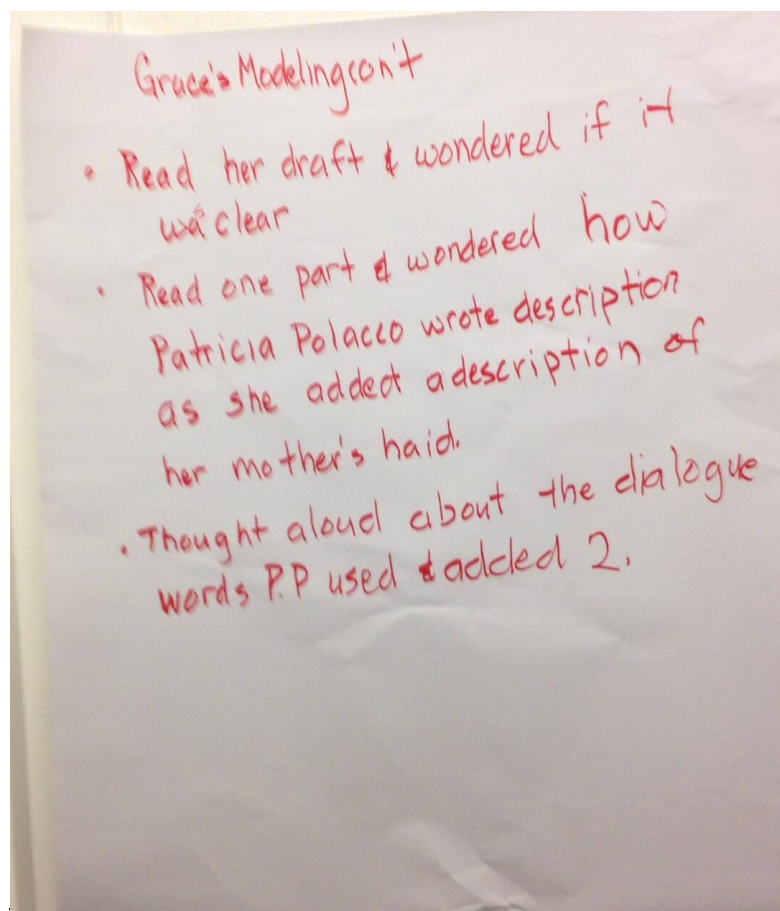 Grace's Modeling con't
• Read her draft & wondered if it
wa's clear
• Read one part & wondered how
Patricia Polacco wrote description
as she added a description of
her mother's haid.
• Thought aloud about the dialogue
words P.P used & added 2.